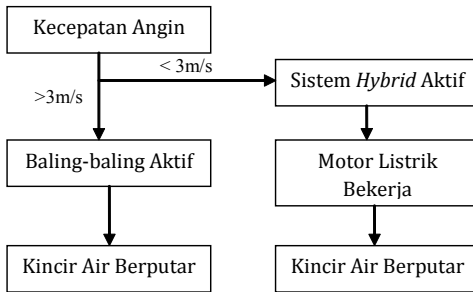 Kecepatan Angin
< 3m/s
Sistem Hybrid Aktif
>3m/s
Baling-baling Aktif
Motor Listrik
Bekerja
Kincir Air Berputar
Kincir Air Berputar